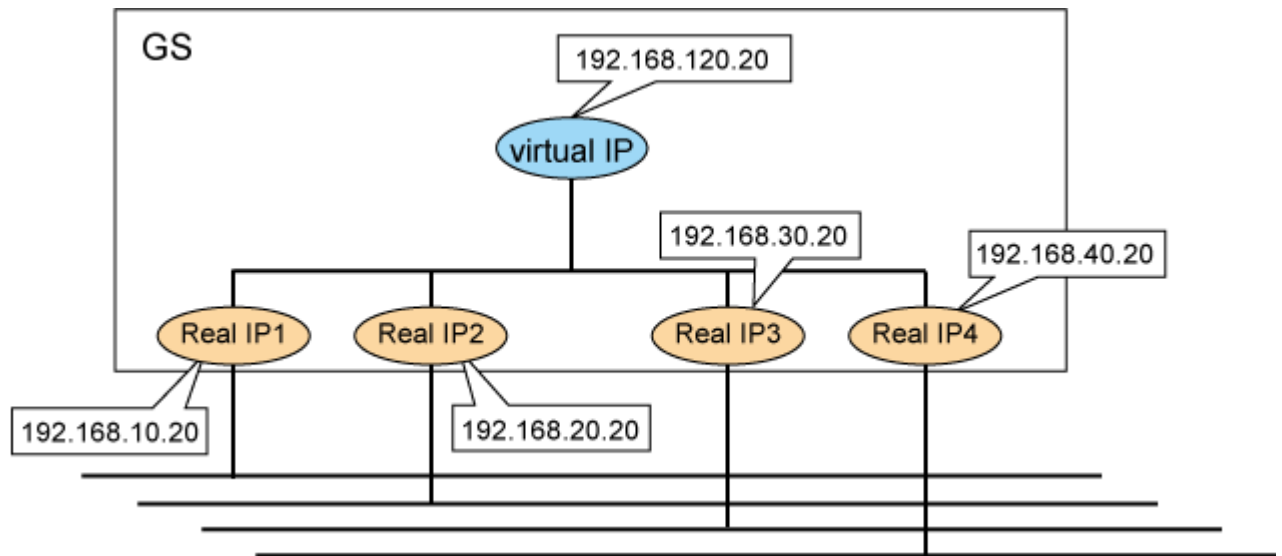 GS
192.168.120.20
virtual IP
192.168.30.20
192.168.40.20
Real IP1
Real IP2
Real IP3
Real IP4
192.168.10.20
192.168.20.20